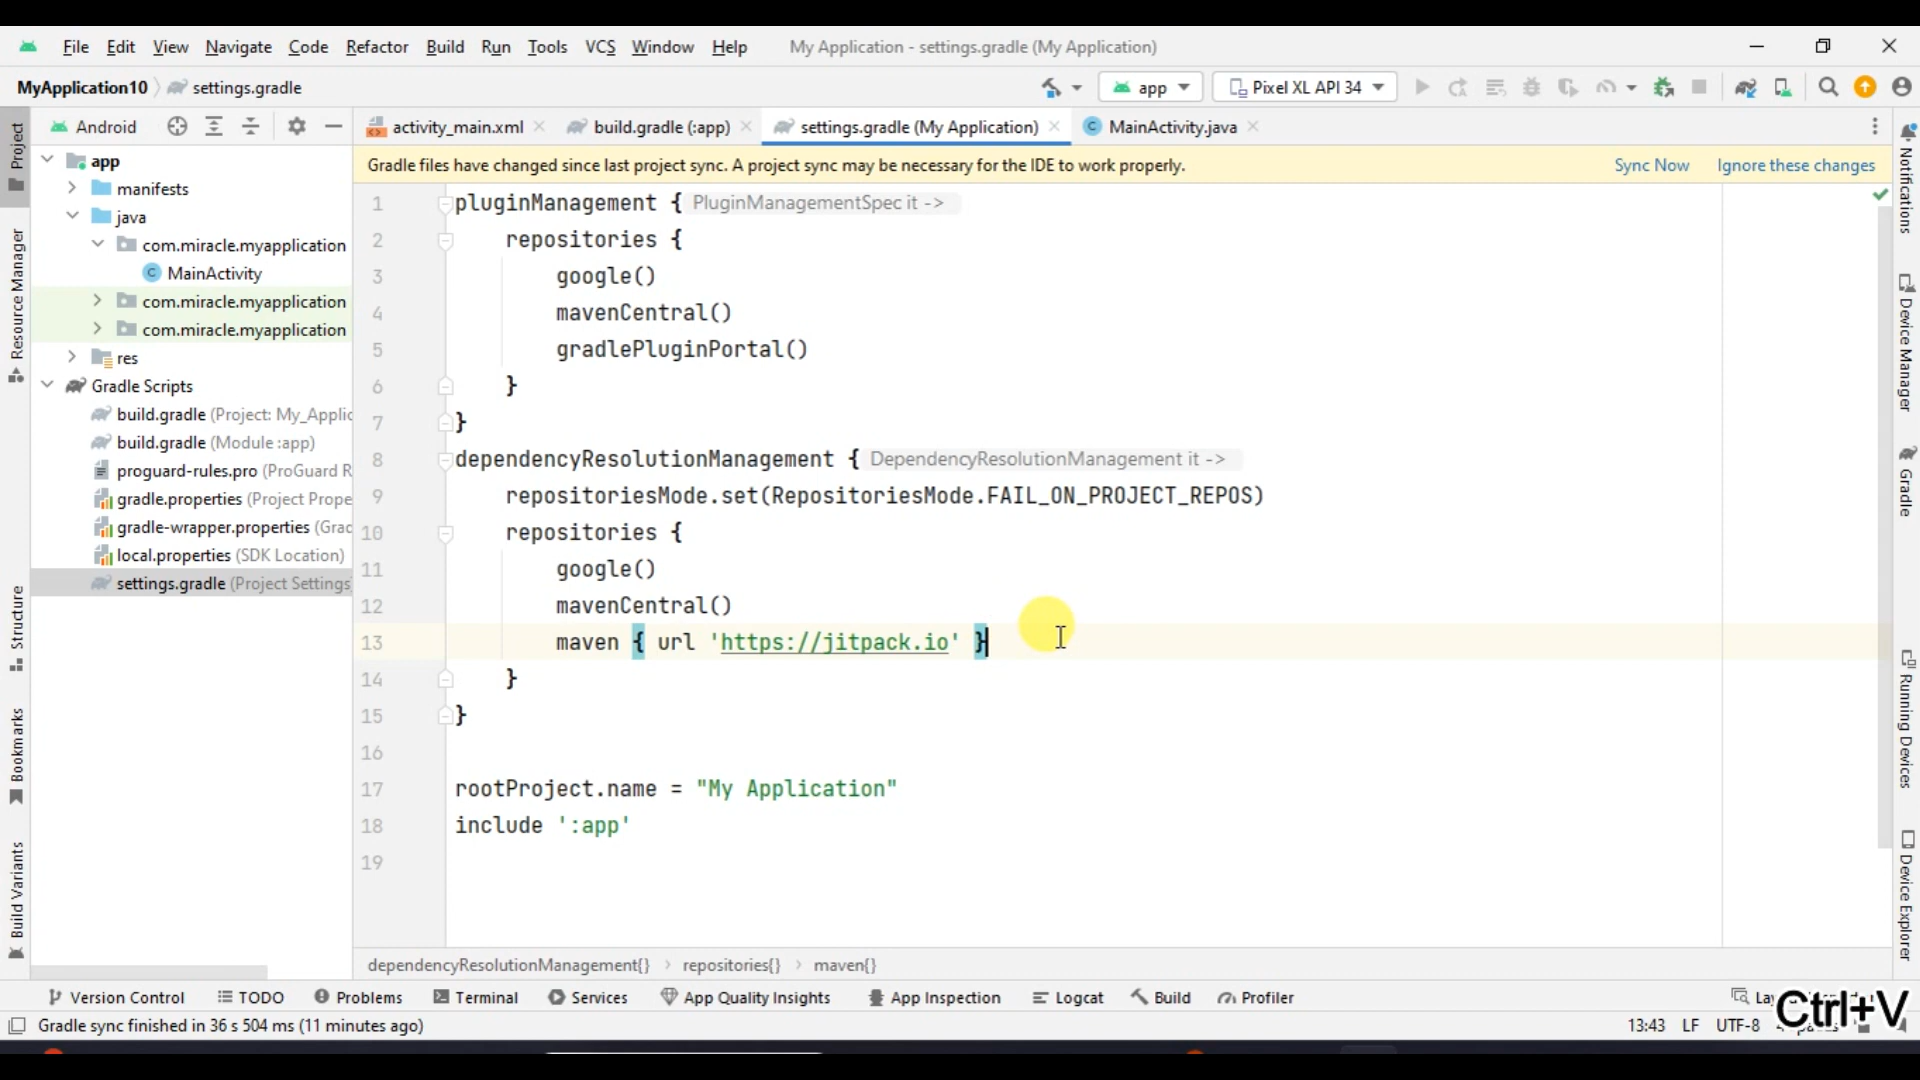 File Edit View Navigate Code Refactor Build Run Tools VCS Window Help My Application - settings.gradle (My Application)
MyApplication10 settings.gradle app Pixel XL API 34
Project Android activity_main.xml build.gradle (:app) settings.gradle (My Application) MainActivity.java Notifications
Gradle files have changed since last project sync. A project sync may be necessary for the IDE to work properly. Sync Now Ignore these changes
app
manifests
java
com.miracle.myapplication
MainActivity
com.miracle.myapplication
com.miracle.myapplication
res
Gradle Scripts
build.gradle (Project: My_Applic
build.gradle (Module :app)
proguard-rules.pro (ProGuard R
gradle.properties (Project Prope
gradle-wrapper.properties (Grad
local.properties (SDK Location)
settings.gradle (Project Settings
Resource Manager
Structure
Bookmarks
Build Variants
1 pluginManagement { PluginManagementSpec it ->
2 repositories {
3 google()
4 mavenCentral()
5 gradlePluginPortal()
6 }
7 }
8 dependencyResolutionManagement { DependencyResolutionManagement it ->
9 repositoriesMode.set(RepositoriesMode.FAIL_ON_PROJECT_REPOS)
10 repositories {
11 google()
12 mavenCentral()
13 maven { url 'https://jitpack.io' }
14 }
15 }
16
17 rootProject.name = "My Application"
18 include ':app'
19
Device Manager
Gradle
Running Devices
Device Explorer
dependencyResolutionManagement{} repositories{} maven{}
Version Control TODO Problems Terminal Services App Quality Insights App Inspection Logcat Build Profiler
Ctrl+V
Gradle sync finished in 36 s 504 ms (11 minutes ago) 13:43 LF UTF-8